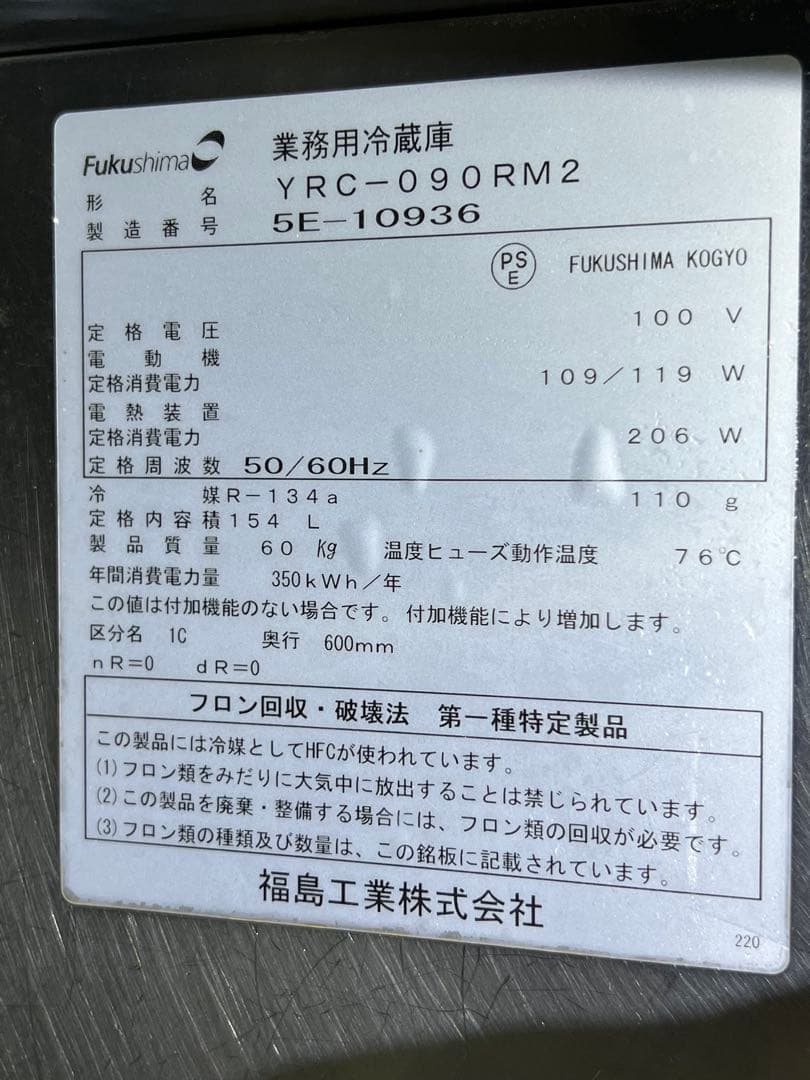 Fukushima 業務用冷蔵庫
形名 YRC-090RM2
製造番号 5E-10936
PSE FUKUSHIMA KOGYO
定格電圧 100 V
電動機
定格消費電力 109/119 W
電熱装置
定格消費電力 206 W
定格周波数 50/60Hz
冷媒 R-134a 110 g
定格内容積 154 L
製品質量 60 Kg 温度ヒューズ動作温度 76℃
年間消費電力量 350kWh/年
この値は付加機能のない場合です。付加機能により増加します。
区分名 1C 奥行 600mm
nR=0 dR=0
フロン回収・破壊法 第一種特定製品
この製品には冷媒としてHFCが使われています。
(1)フロン類をみだりに大気中に放出することは禁じられています。
(2)この製品を廃棄・整備する場合には、フロン類の回収が必要です。
(3)フロン類の種類及び数量は、この銘板に記載されています。
福島工業株式会社
220